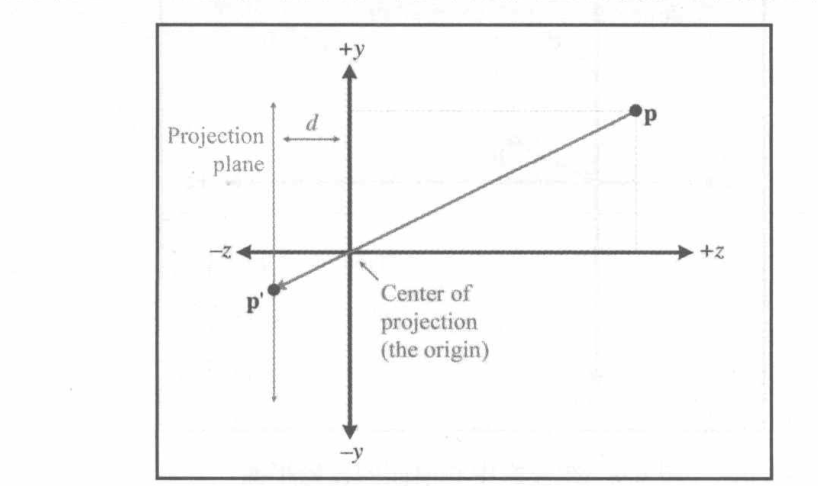 +y
d
p
Projection
plane
–z
+z
p'
Center of
projection
(the origin)
–y